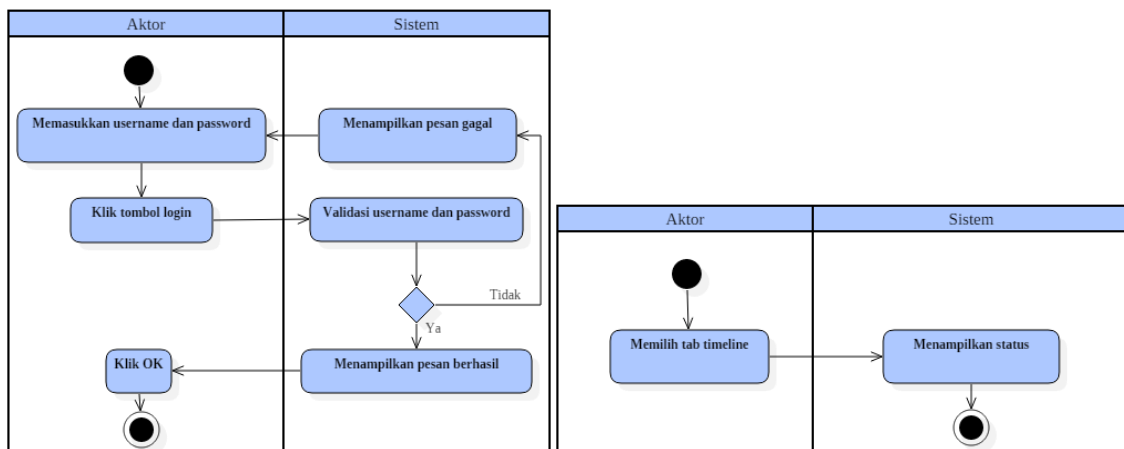 Aktor
Sistem
Memasukkan username dan password
Menampilkan pesan gagal
Klik tombol login
Validasi username dan password
Tidak
Ya
Klik OK
Menampilkan pesan berhasil
Aktor
Sistem
Memilih tab timeline
Menampilkan status